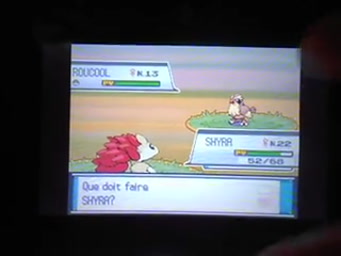 ROUCOOL ♀N.13
PV
SHYRA ♀N.22
PV
52/68
Que doit faire
SHYRA?